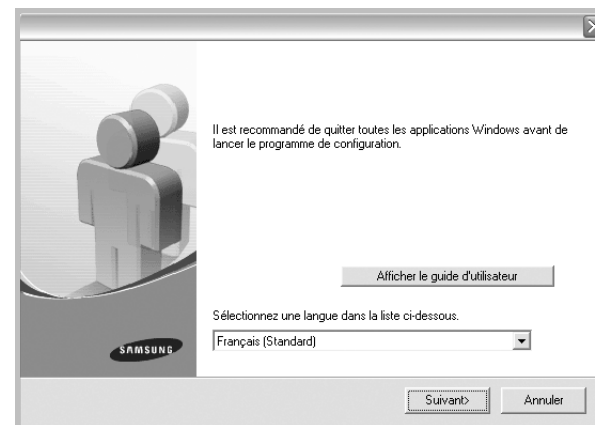 Il est recommandé de quitter toutes les applications Windows avant de
lancer le programme de configuration.
Afficher le guide d'utilisateur
Sélectionnez une langue dans la liste ci-dessous.
Français (Standard)
SAMSUNG
Suivant>
Annuler